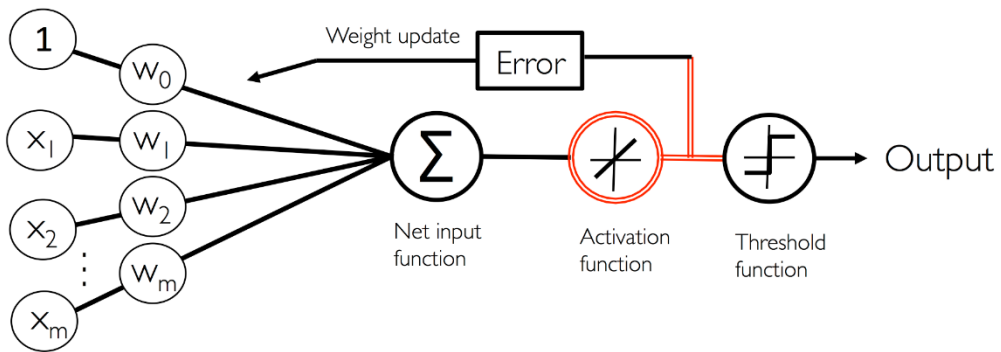 Weight update
Error
1
w₀
x₁
w₁
Σ
Output
x₂
w₂
⋮
xₘ
wₘ
Net input
function
Activation
function
Threshold
function